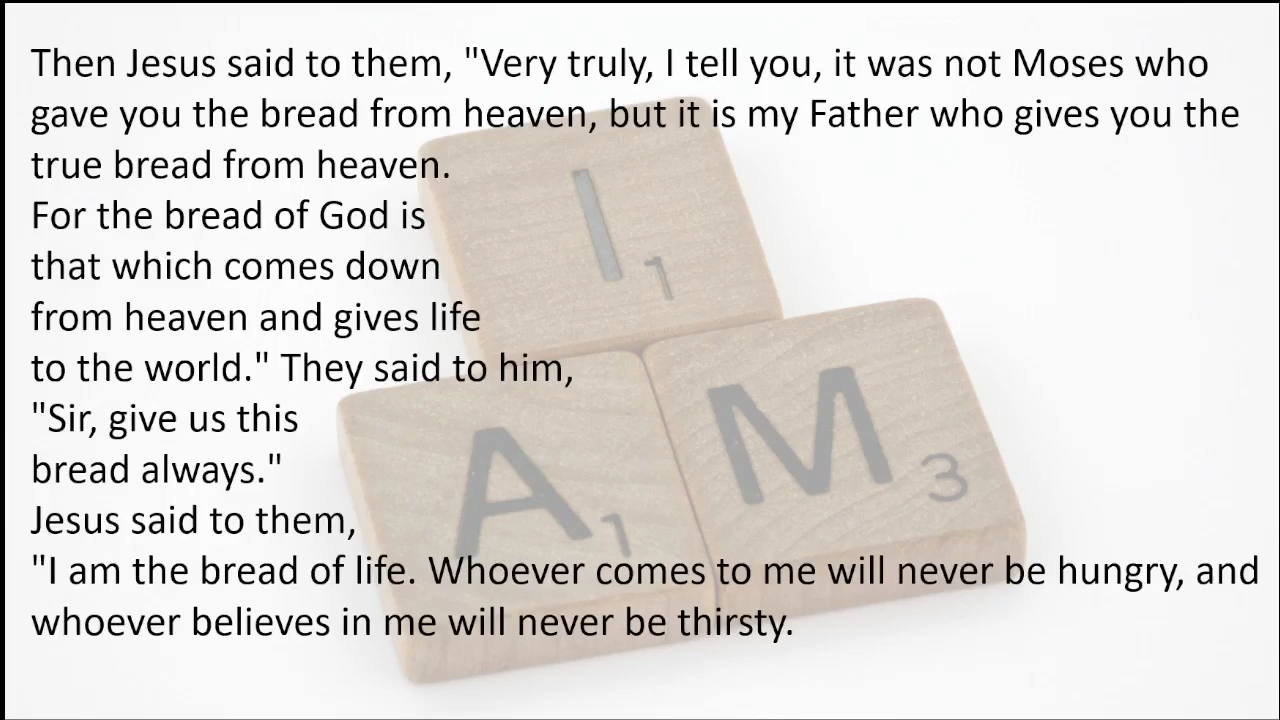 Then Jesus said to them, "Very truly, I tell you, it was not Moses who
gave you the bread from heaven, but it is my Father who gives you the
true bread from heaven.
For the bread of God is
that which comes down
from heaven and gives life
to the world." They said to him,
"Sir, give us this
bread always."
Jesus said to them,
"I am the bread of life. Whoever comes to me will never be hungry, and
whoever believes in me will never be thirsty.
I 1
A 1 M 3